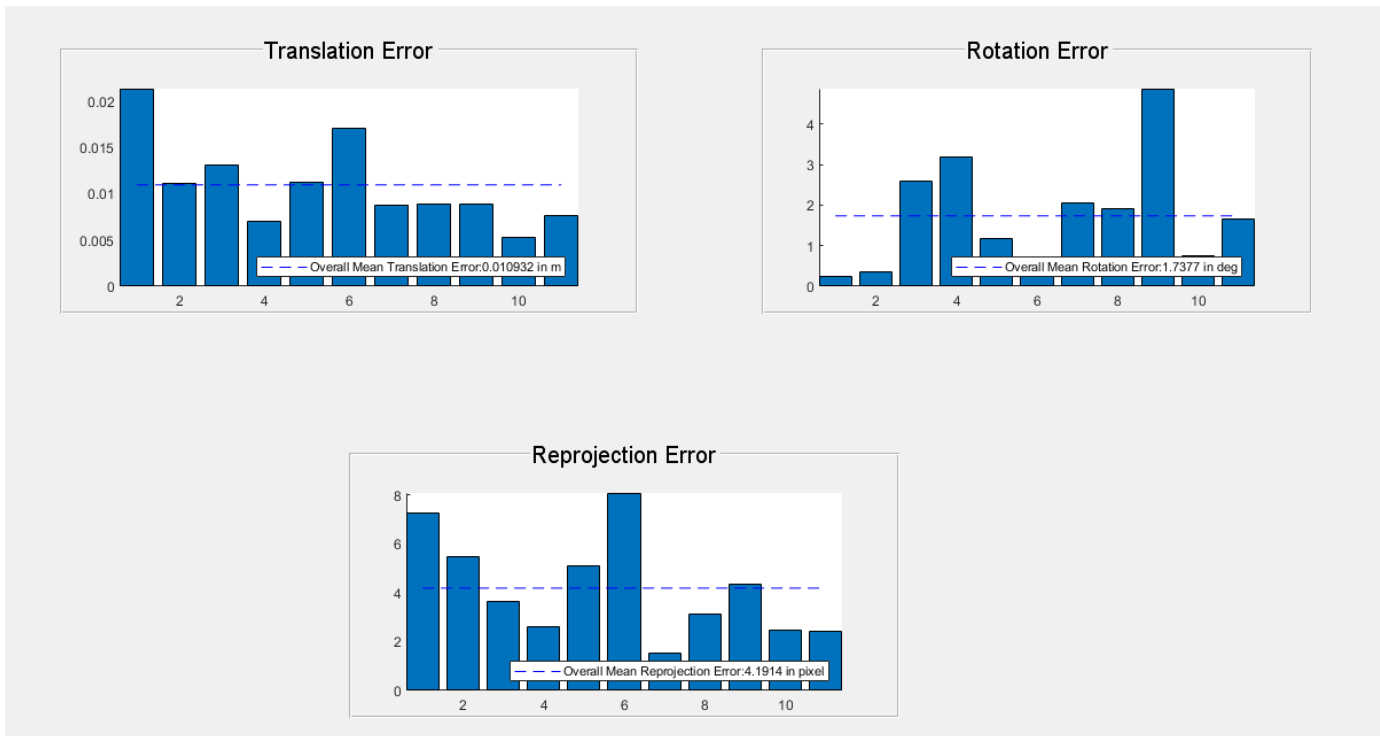 Translation Error
0.02
0.015
0.01
0.005
0
2 4 6 8 10
Overall Mean Translation Error:0.010932 in m
Rotation Error
4
3
2
1
0
2 4 6 8 10
Overall Mean Rotation Error:1.7377 in deg
Reprojection Error
8
6
4
2
0
2 4 6 8 10
Overall Mean Reprojection Error:4.1914 in pixel